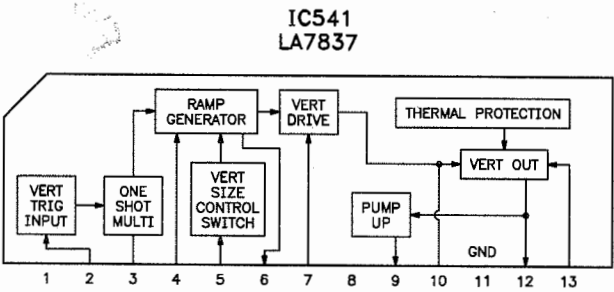 IC541
LA7837
RAMP
GENERATOR
VERT
DRIVE
THERMAL PROTECTION
VERT
TRIG
INPUT
ONE
SHOT
MULTI
VERT
SIZE
CONTROL
SWITCH
VERT OUT
PUMP
UP
GND
1 2 3 4 5 6 7 8 9 10 11 12 13